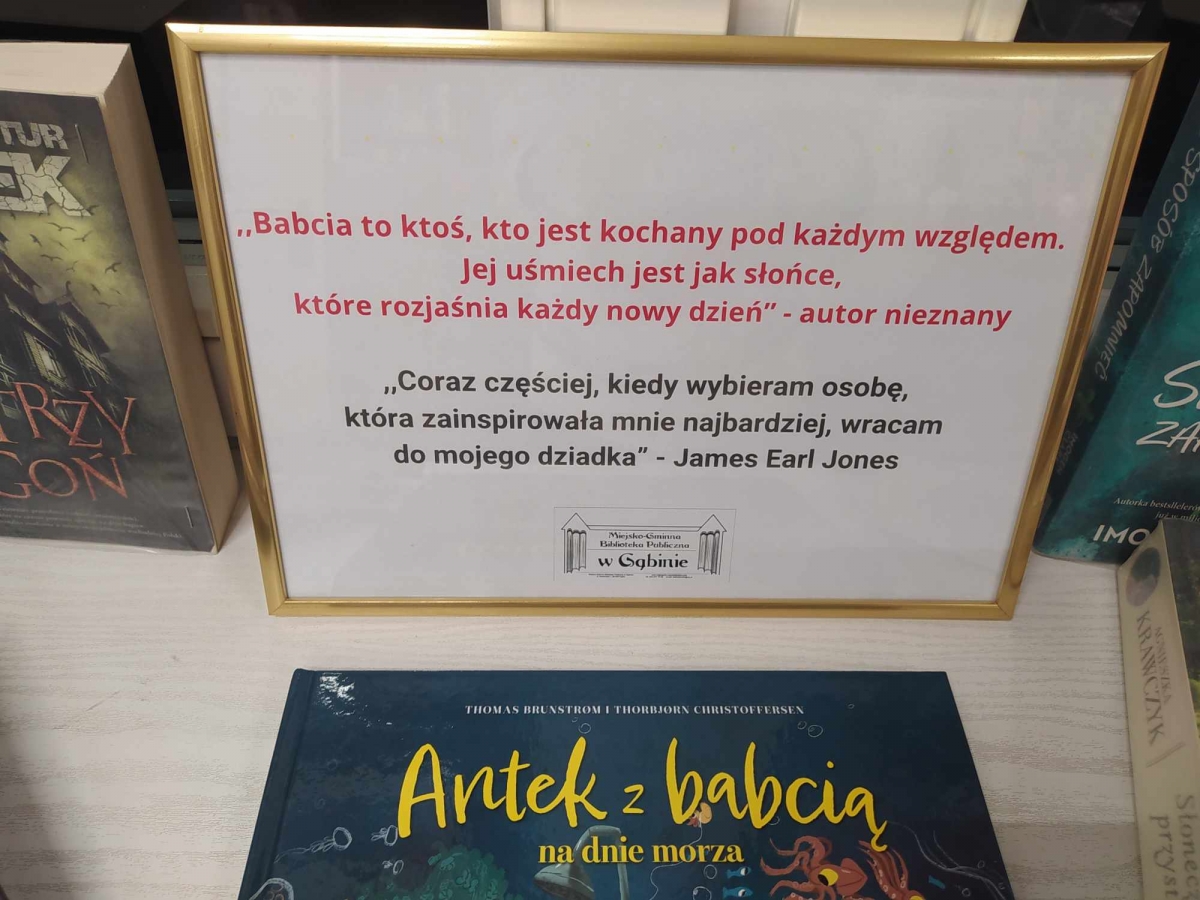 ,,Babcia to ktoś, kto jest kochany pod każdym względem.
Jej uśmiech jest jak słońce,
które rozjaśnia każdy nowy dzień” - autor nieznany
,,Coraz częściej, kiedy wybieram osobę,
która zainspirowała mnie najbardziej, wracam
do mojego dziadka” - James Earl Jones
Miejsko-Gminna
Biblioteka Publiczna
w Gąbinie
THOMAS BRUNSTRØM I THORBJØRN CHRISTOFFERSEN
Antek z babcią
na dnie morza
TUR
EK
TRZY
GOŃ
SPOSÓB ZAPOMNIEĆ
Autorka bestsellerów
IMO
KRAWCZYK